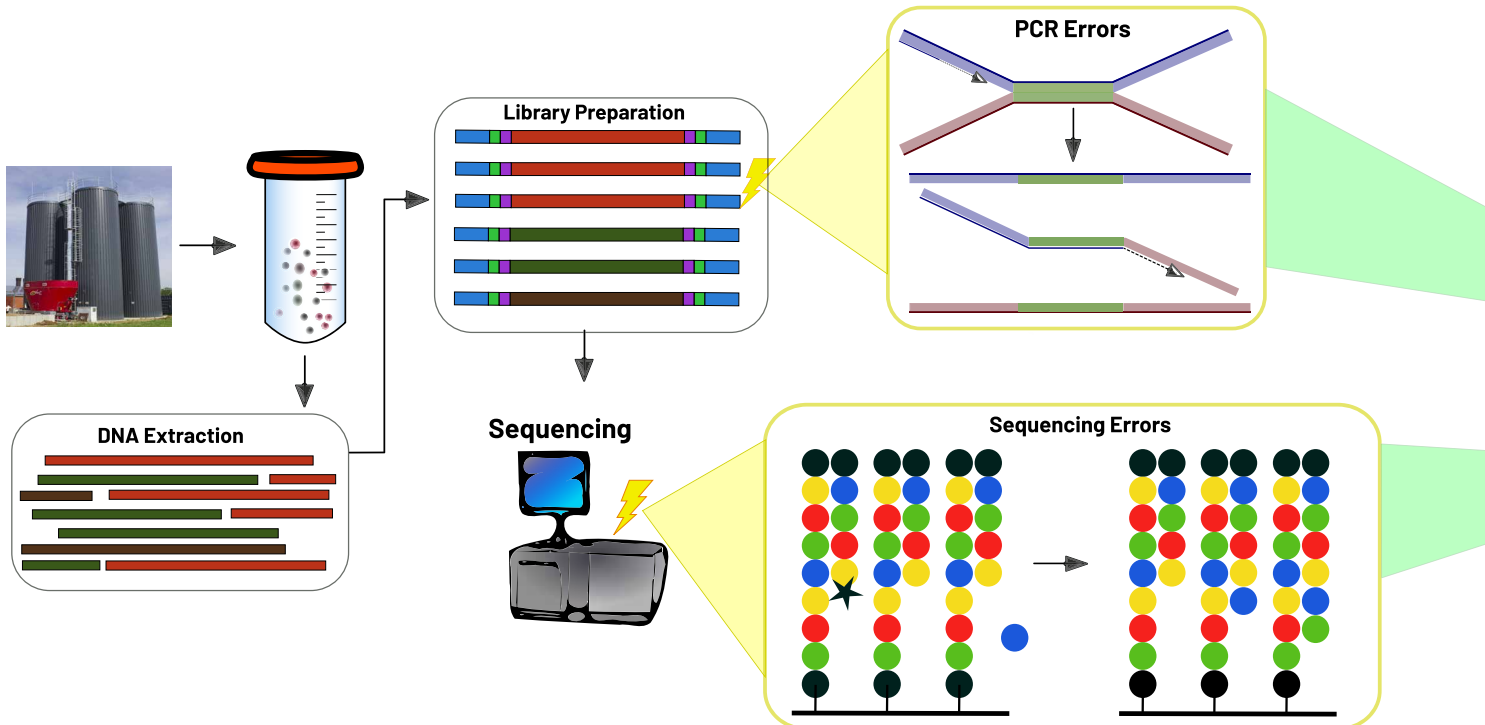 PCR Errors
Library Preparation
DNA Extraction
Sequencing
Sequencing Errors